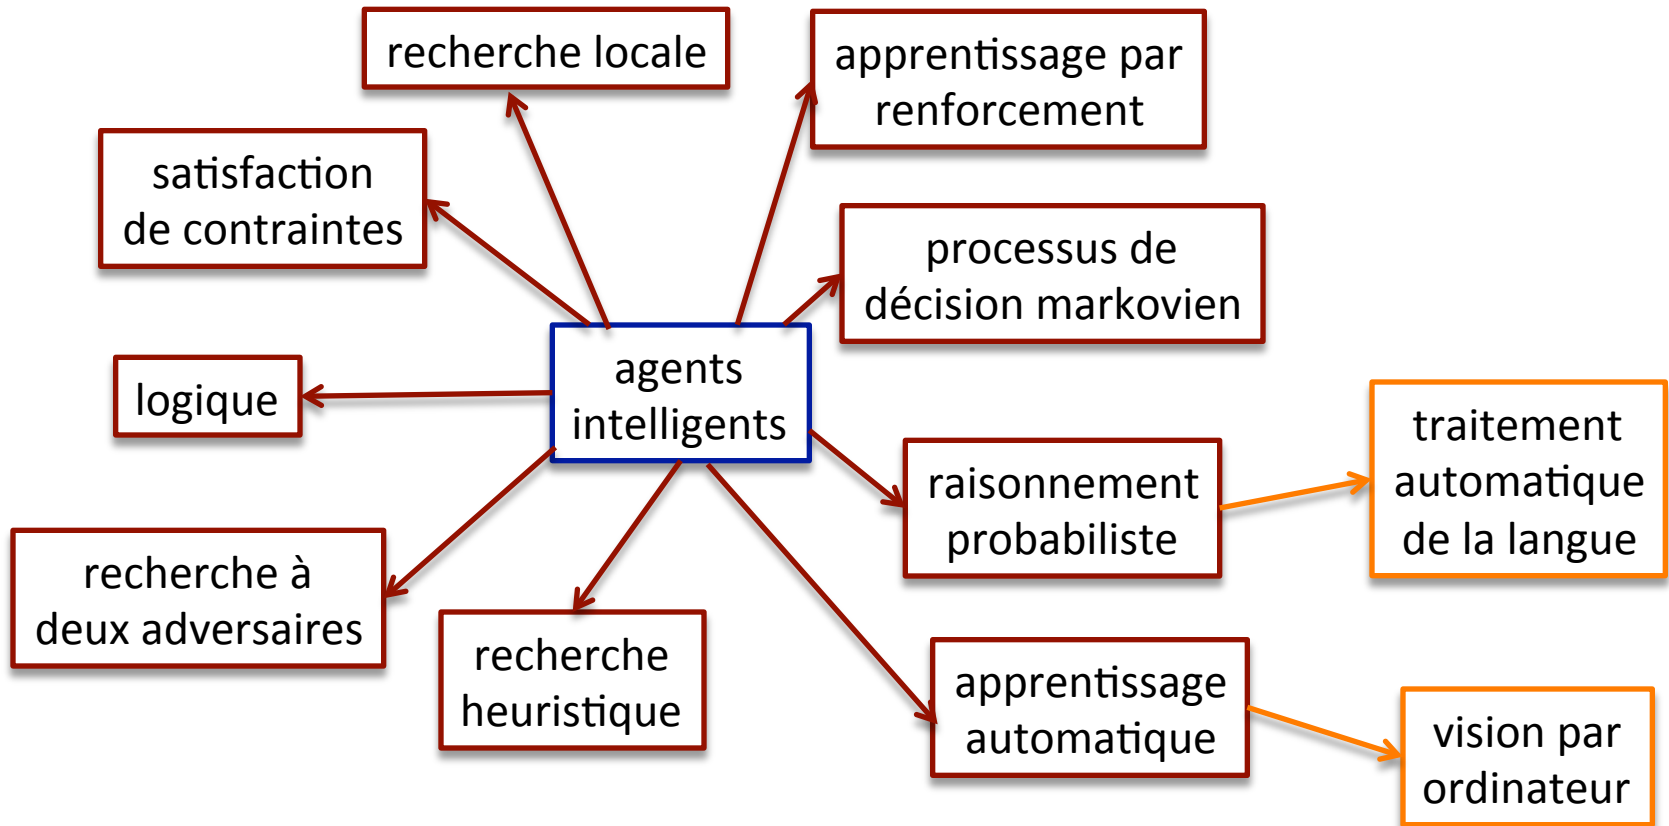 recherche locale
apprentissage par
renforcement
satisfaction
de contraintes
processus de
décision markovien
agents
intelligents
logique
traitement
automatique
de la langue
raisonnement
probabiliste
recherche à
deux adversaires
recherche
heuristique
apprentissage
automatique
vision par
ordinateur